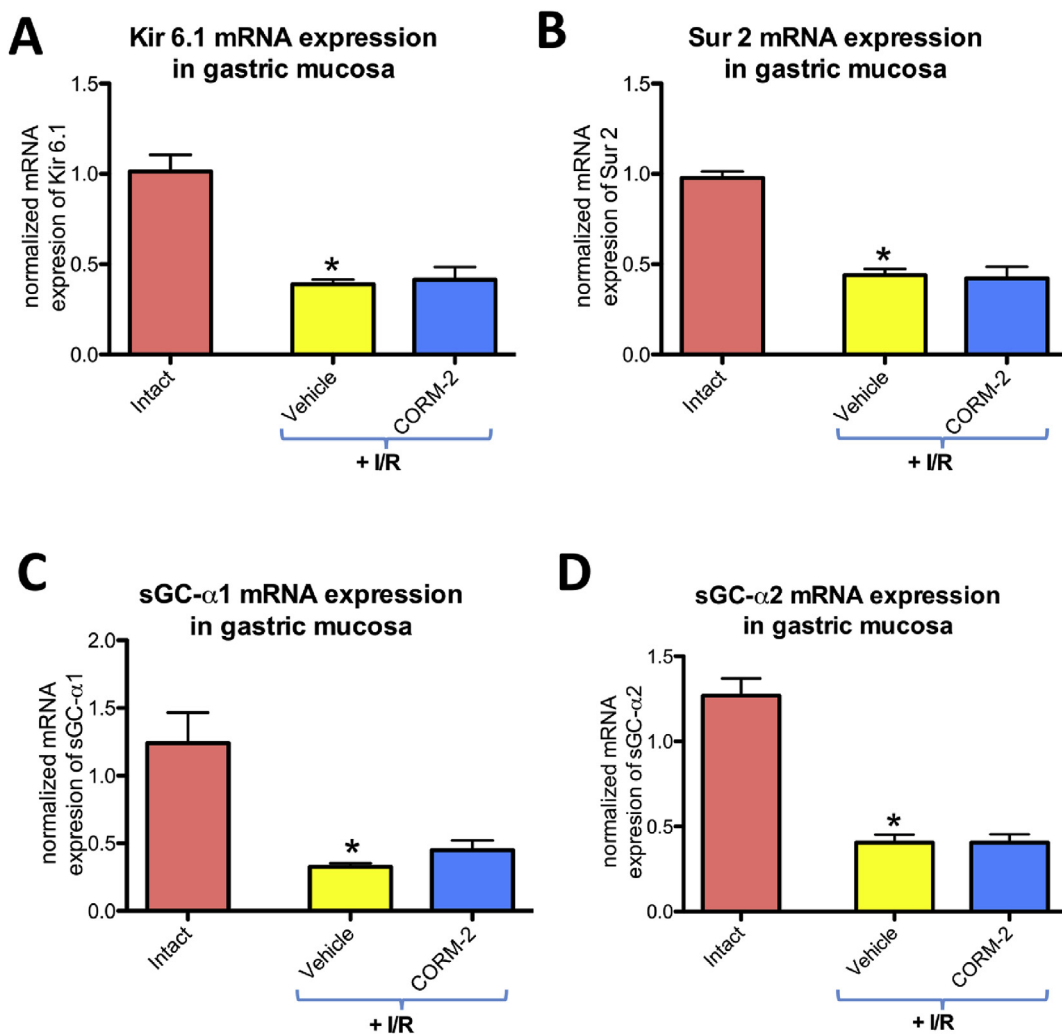 A
Kir 6.1 mRNA expression
in gastric mucosa
normalized mRNA
expresion of Kir 6.1
1.5
1.0
0.5
0.0
Intact
Vehicle
CORM-2
+ I/R
B
Sur 2 mRNA expression
in gastric mucosa
normalized mRNA
expresion of Sur 2
1.5
1.0
0.5
0.0
Intact
Vehicle
CORM-2
+ I/R
*
*
C
sGC-α1 mRNA expression
in gastric mucosa
normalized mRNA
expresion of sGC-α1
2.0
1.5
1.0
0.5
0.0
Intact
Vehicle
CORM-2
+ I/R
*
D
sGC-α2 mRNA expression
in gastric mucosa
normalized mRNA
expresion of sGC-α2
1.5
1.0
0.5
0.0
Intact
Vehicle
CORM-2
+ I/R
*